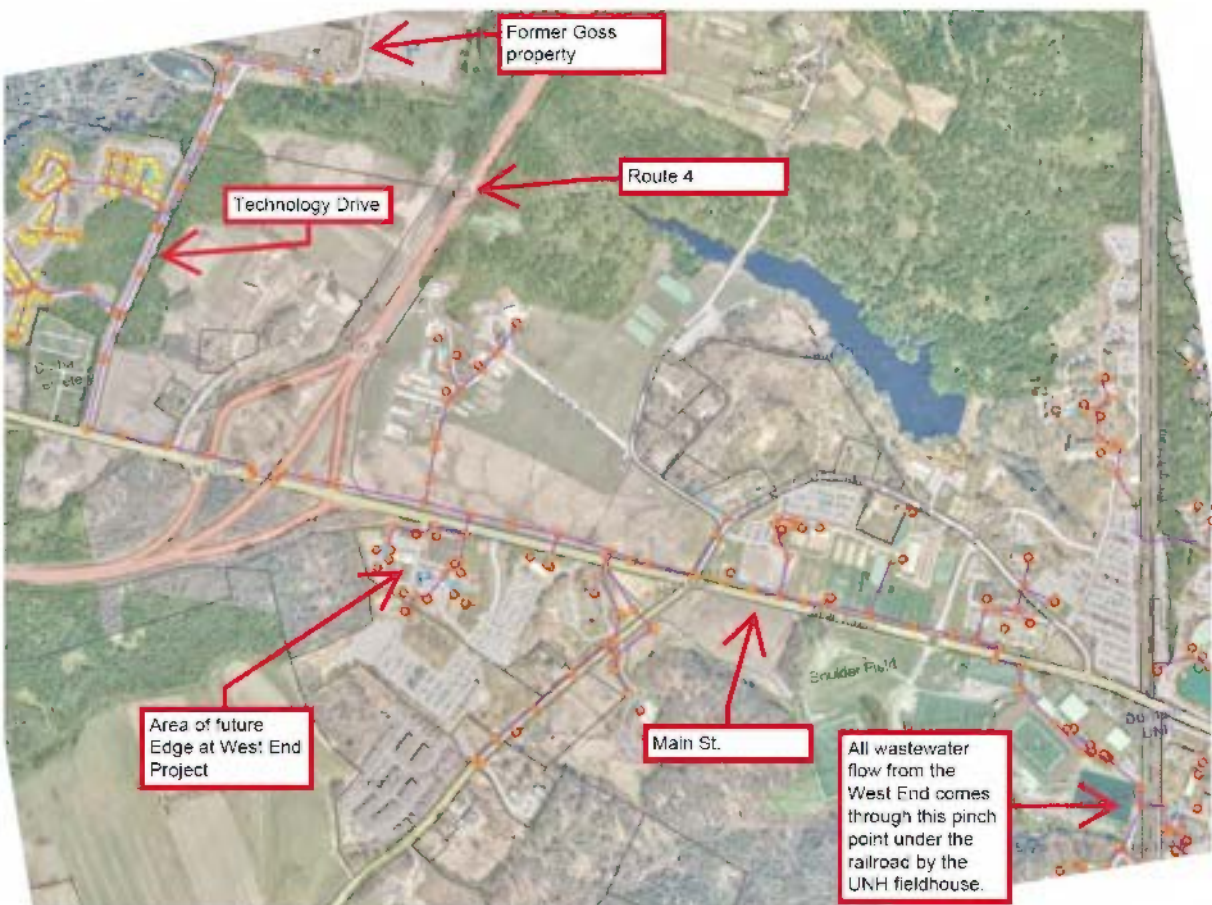 Former Goss
property
Route 4
Technology Drive
Boulder Field
Area of future
Edge at West End
Project
Main St.
All wastewater
flow from the
West End comes
through this pinch
point under the
railroad by the
UNH fieldhouse.